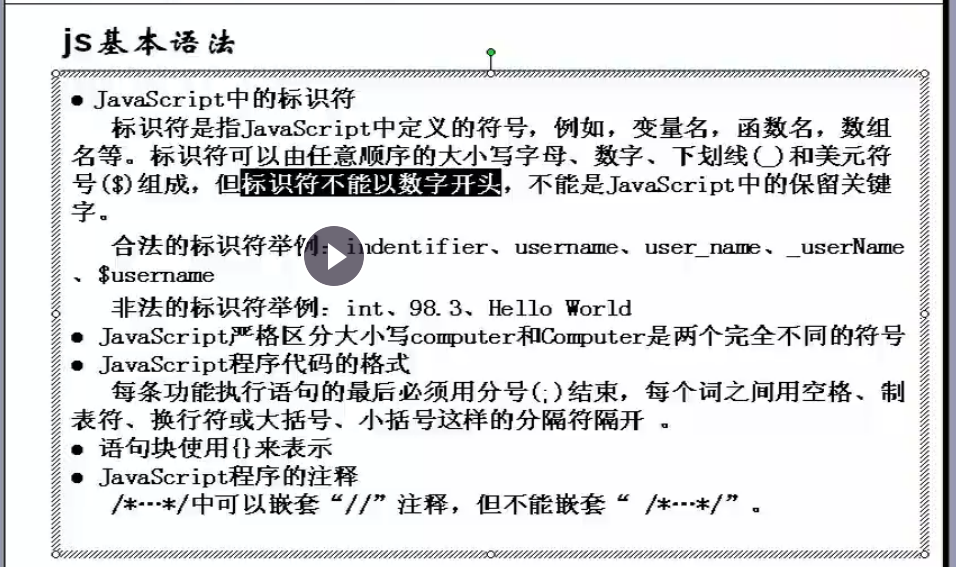 js基本语法
● JavaScript中的标识符
标识符是指JavaScript中定义的符号，例如，变量名，函数名，数组
名等。标识符可以由任意顺序的大小写字母、数字、下划线(_)和美元符
号($)组成，但标识符不能以数字开头，不能是JavaScript中的保留关键
字。
合法的标识符举例：indentifier、username、user_name、_userName
、$username
非法的标识符举例：int、98.3、Hello World
● JavaScript严格区分大小写computer和Computer是两个完全不同的符号
● JavaScript程序代码的格式
每条功能执行语句的最后必须用分号(;)结束，每个词之间用空格、制
表符、换行符或大括号、小括号这样的分隔符隔开 。
● 语句块使用{}来表示
● JavaScript程序的注释
/*…*/中可以嵌套“//”注释，但不能嵌套“ /*…*/”。